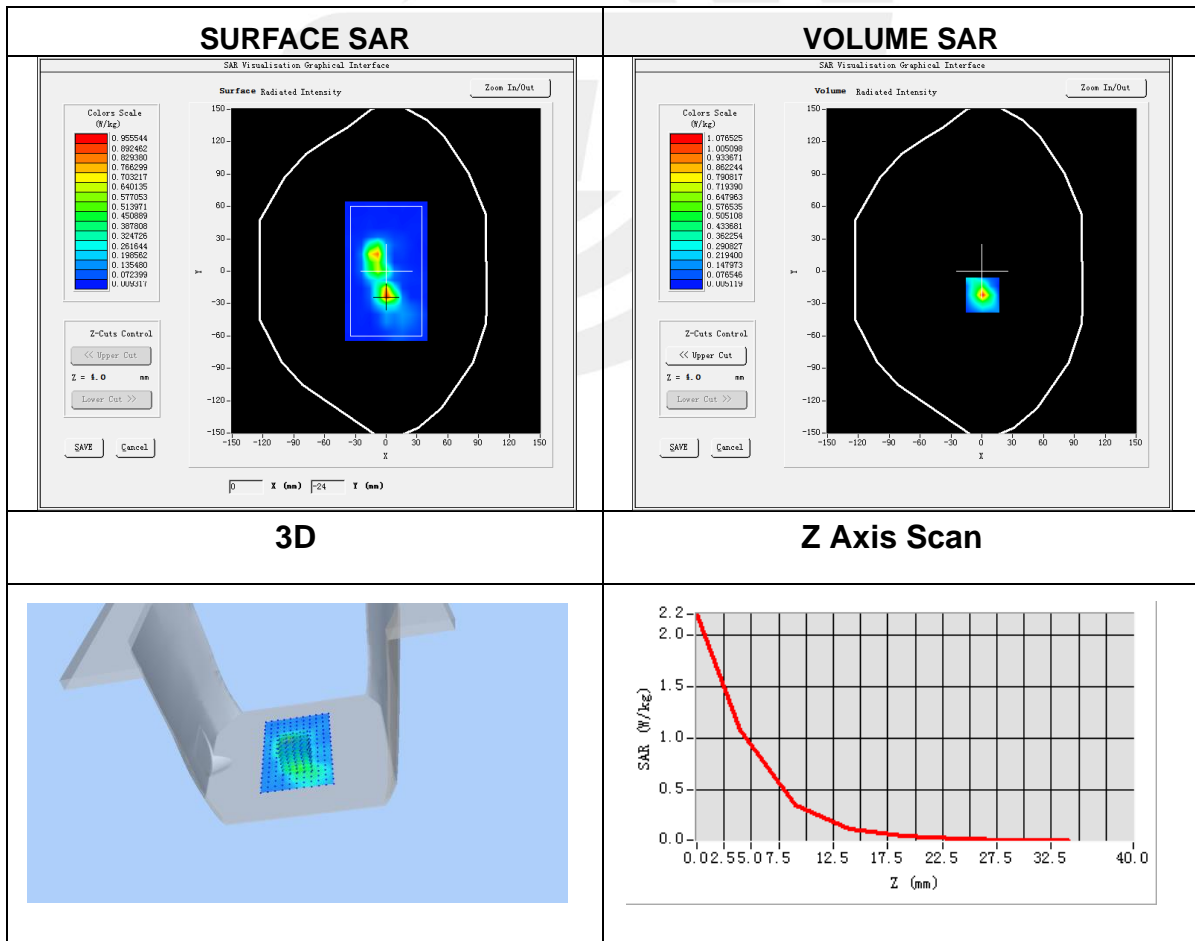 SURFACE SAR
SAR Visualisation Graphical Interface
Surface Radiated Intensity
Zoom In/Out
Colors Scale
(W/kg)
0.955544
0.892462
0.829380
0.766299
0.703217
0.640135
0.577053
0.513971
0.450889
0.387808
0.324726
0.261644
0.198562
0.135480
0.072399
0.009317
Z-Cuts Control
<< Upper Cut
Z = 4.0 mm
Lower Cut >>
SAVE Cancel
150
120
90
60
30
0
-30
-60
-90
-120
-150
Y
-150 -120 -90 -60 -30 0 30 60 90 120 150
X
0 X (mm) -24 Y (mm)
VOLUME SAR
SAR Visualisation Graphical Interface
Volume Radiated Intensity
Zoom In/Out
Colors Scale
(W/kg)
1.076525
1.005098
0.933671
0.862244
0.790817
0.719390
0.647963
0.576535
0.505108
0.433681
0.362254
0.290827
0.219400
0.147973
0.076546
0.005119
Z-Cuts Control
<< Upper Cut
Z = 4.0 mm
Lower Cut >>
SAVE Cancel
150
120
90
60
30
0
-30
-60
-90
-120
-150
Y
-150 -120 -90 -60 -30 0 30 60 90 120 150
X
3D
Z Axis Scan
2.2
2.0
1.5
1.0
0.5
0.0
SAR (W/kg)
0.0 2.5 5.0 7.5 12.5 17.5 22.5 27.5 32.5 40.0
Z (mm)